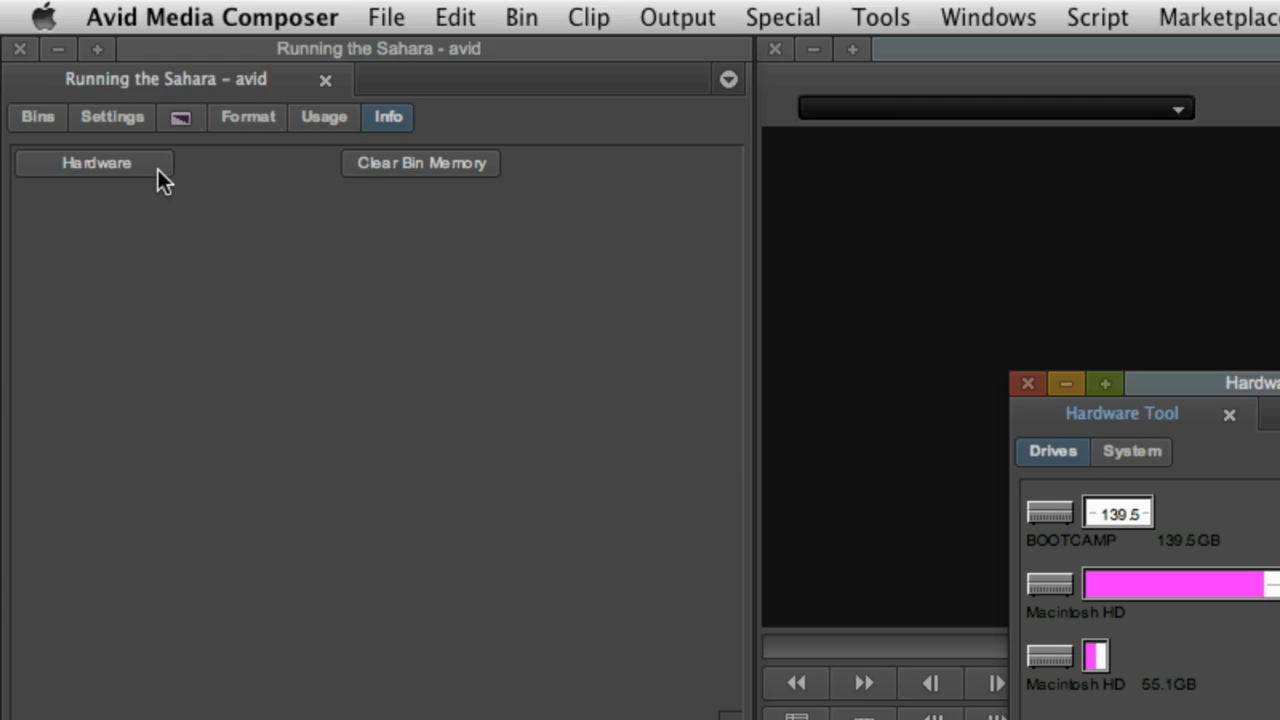 Avid Media Composer File Edit Bin Clip Output Special Tools Windows Script Marketplac
Running the Sahara - avid
Running the Sahara - avid
Bins Settings Format Usage Info
Hardware Clear Bin Memory
Hardwa
Hardware Tool
Drives System
139.5
BOOTCAMP 139.5GB
Macintosh HD
Macintosh HD 55.1GB